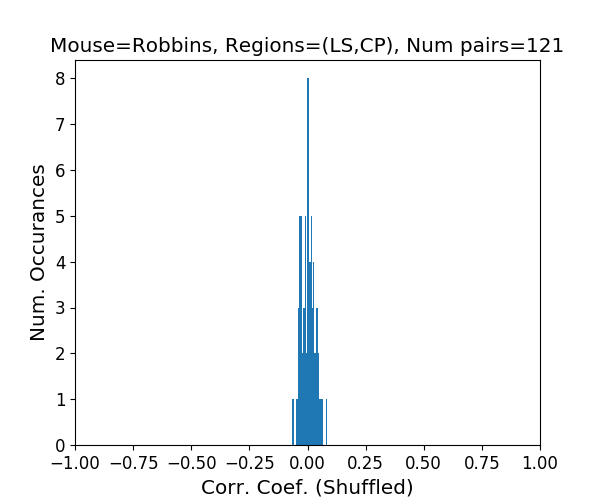 Mouse=Robbins, Regions=(LS,CP), Num pairs=121
8
7
6
5
4
3
2
1
0
Num. Occurances
−1.00 −0.75 −0.50 −0.25 0.00 0.25 0.50 0.75 1.00
Corr. Coef. (Shuffled)